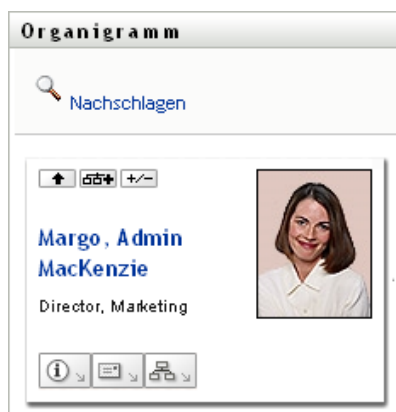 Organigramm
Nachschlagen
+/−
Margo, Admin
MacKenzie
Director, Marketing